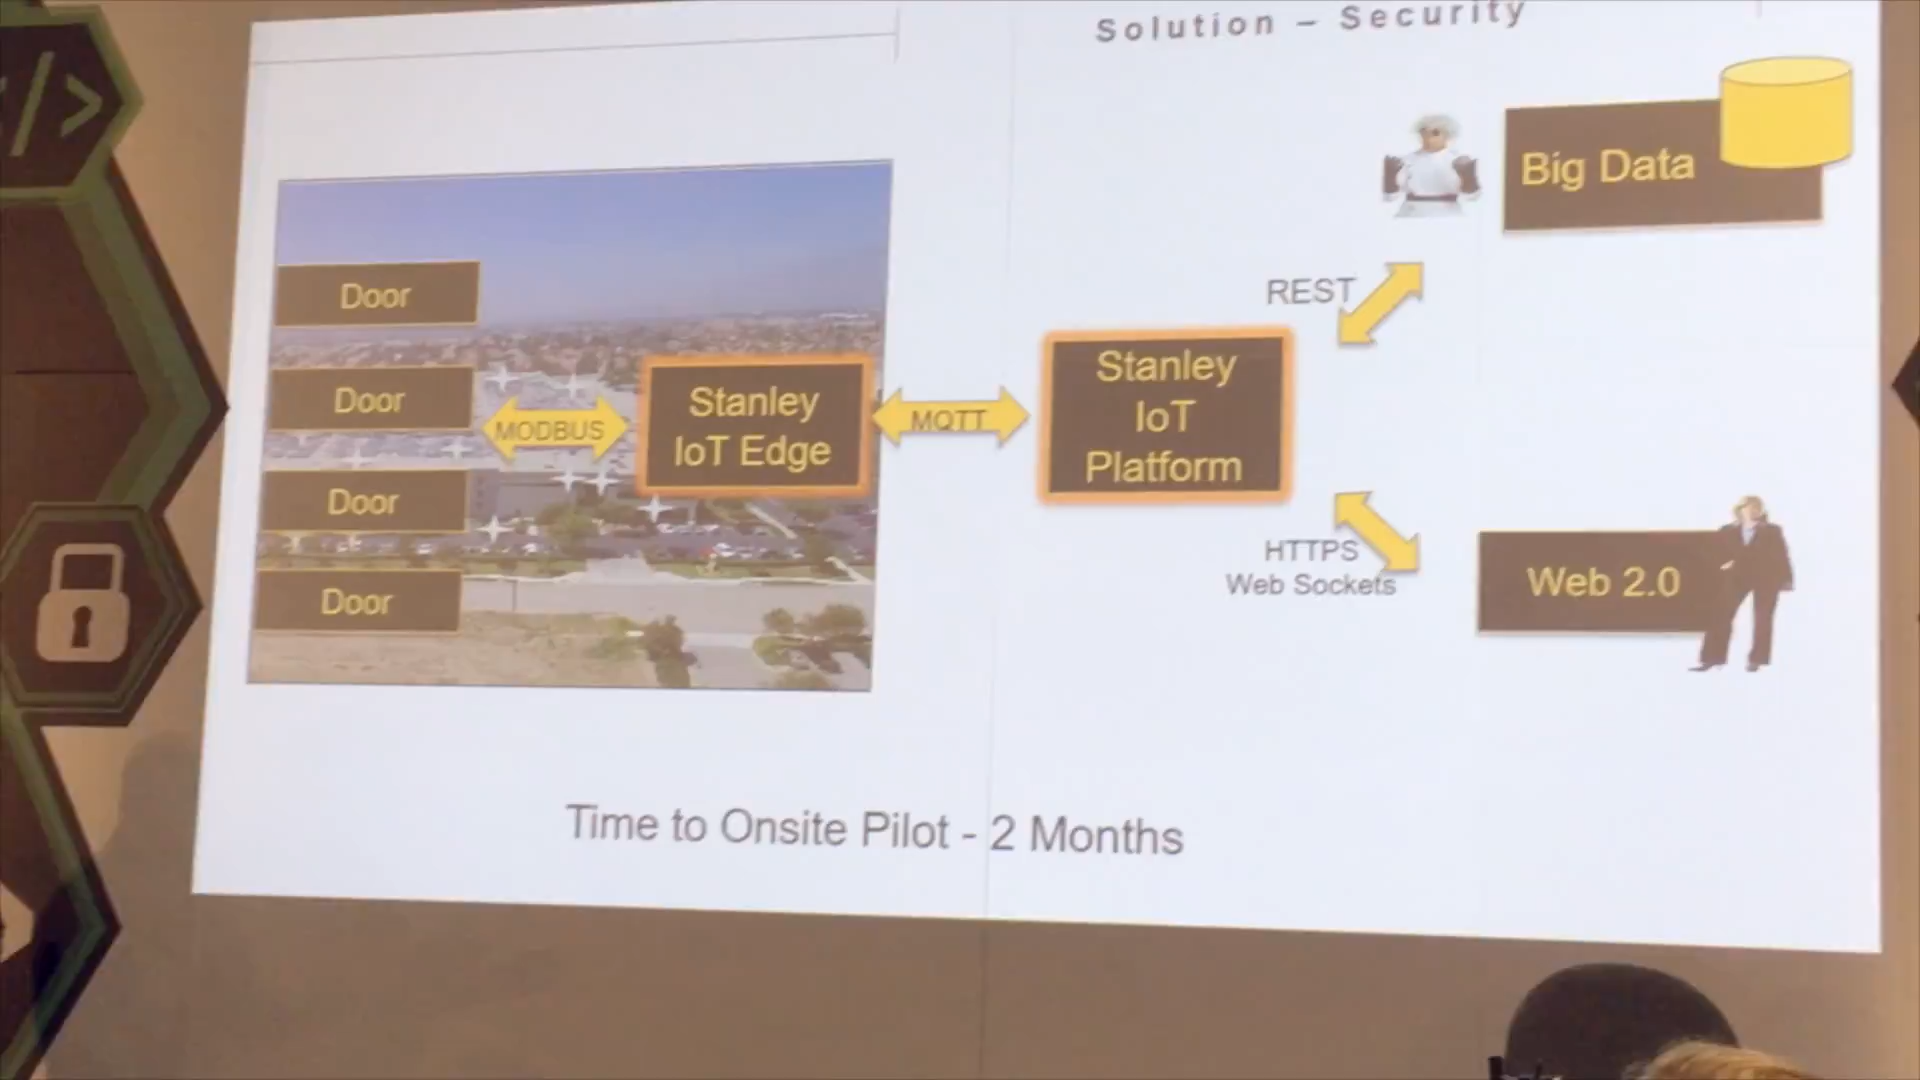 Solution – Security
Big Data
REST
Door
Door
Door
Door
MODBUS
Stanley
IoT Edge
MQTT
Stanley
IoT
Platform
HTTPS
Web Sockets
Web 2.0
Time to Onsite Pilot - 2 Months